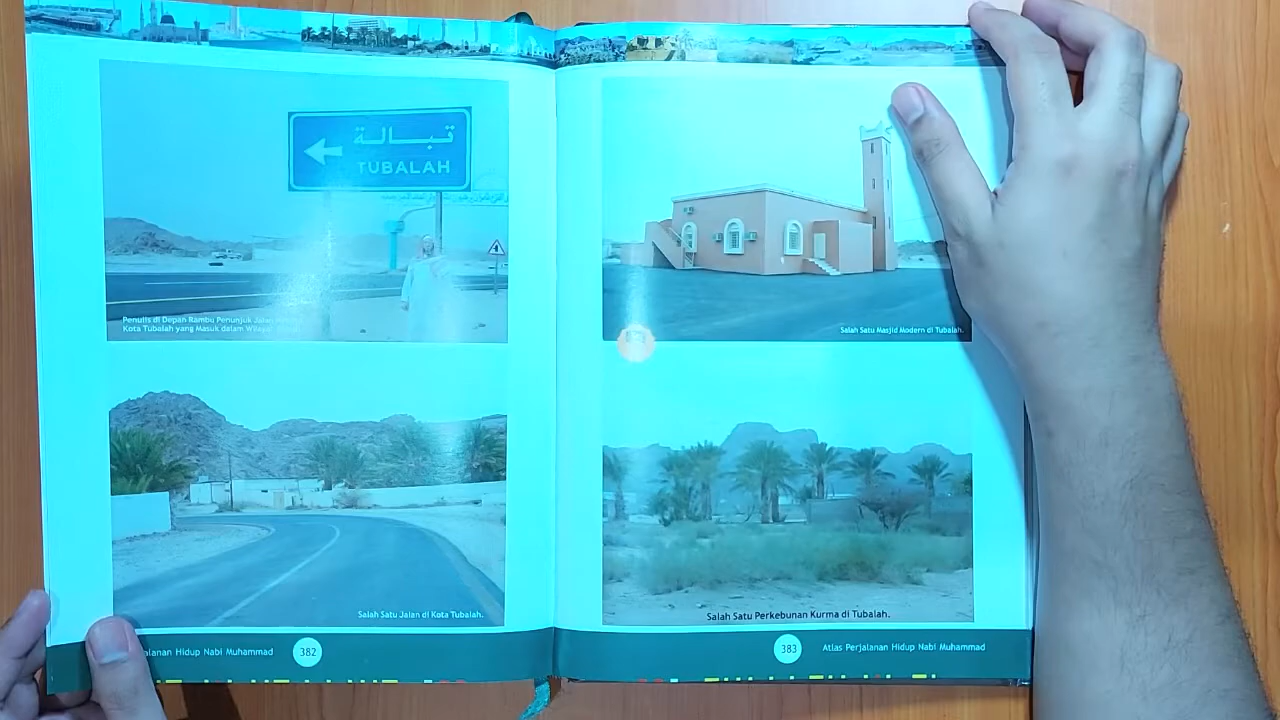 تبالة
TUBALAH
Penulis di Depan Rambu Penunjuk Jalan
Kota Tubalah yang Masuk dalam
Salah Satu Jalan di Kota Tubalah.
Hidup Nabi Muhammad
382
Salah Satu Masjid Modern di Tubalah.
Salah Satu Perkebunan Kurma di Tubalah.
383
Atlas Perjalanan Hidup Nabi Muhammad